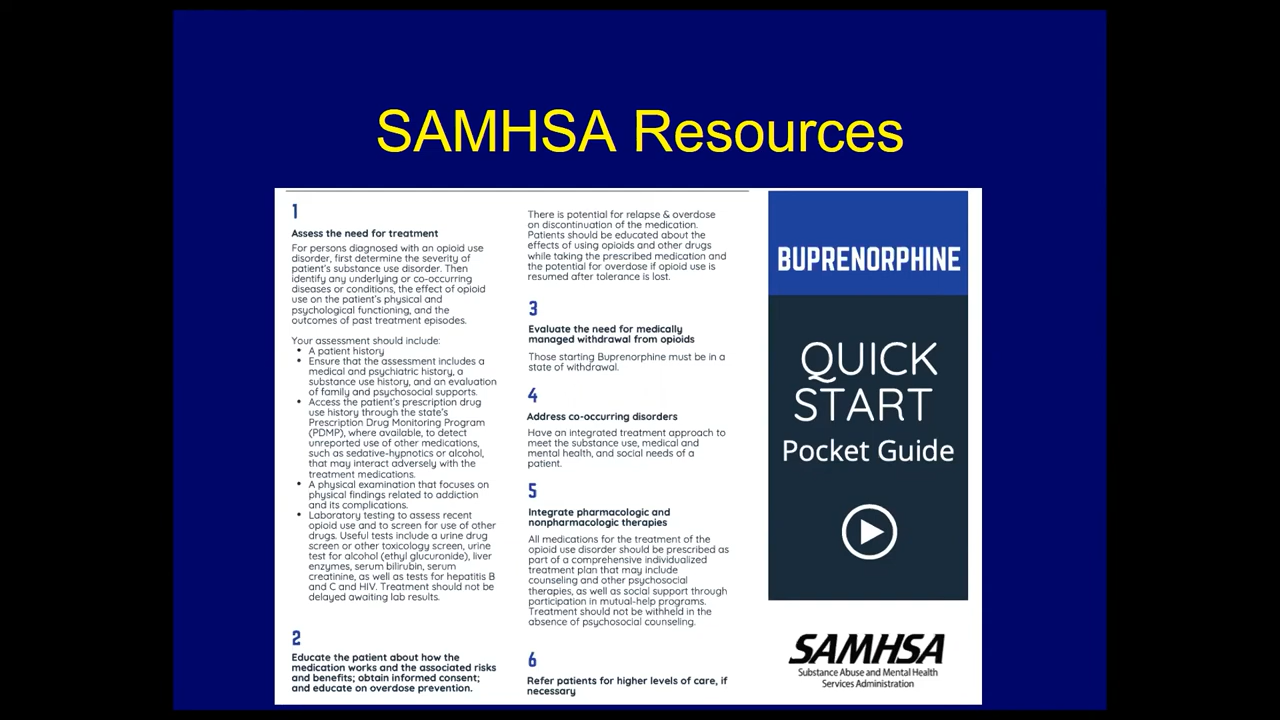 SAMHSA Resources
1
Assess the need for treatment
For persons diagnosed with an opioid use
disorder, first determine the severity of
patient's substance use disorder. Then
identify any underlying or co-occurring
diseases or conditions, the effect of opioid
use on the patient's physical and
psychological functioning, and the
outcomes of past treatment episodes.
Your assessment should include:
• A patient history
• Ensure that the assessment includes a
medical and psychiatric history, a
substance use history, and an evaluation
of family and psychosocial supports.
• Access the patient's prescription drug
use history through the state's
Prescription Drug Monitoring Program
(PDMP), where available, to detect
unreported use of other medications,
such as sedative-hypnotics or alcohol,
that may interact adversely with the
treatment medications.
• A physical examination that focuses on
physical findings related to addiction
and its complications.
• Laboratory testing to assess recent
opioid use and to screen for use of other
drugs. Useful tests include a urine drug
screen or other toxicology screen, urine
test for alcohol (ethyl glucuronide), liver
enzymes, serum bilirubin, serum
creatinine, as well as tests for hepatitis B
and C and HIV. Treatment should not be
delayed awaiting lab results.
2
Educate the patient about how the
medication works and the associated risks
and benefits; obtain informed consent;
and educate on overdose prevention.
There is potential for relapse & overdose
on discontinuation of the medication.
Patients should be educated about the
effects of using opioids and other drugs
while taking the prescribed medication and
the potential for overdose if opioid use is
resumed after tolerance is lost.
3
Evaluate the need for medically
managed withdrawal from opioids
Those starting Buprenorphine must be in a
state of withdrawal.
4
Address co-occurring disorders
Have an integrated treatment approach to
meet the substance use, medical and
mental health, and social needs of a
patient.
5
Integrate pharmacologic and
nonpharmacologic therapies
All medications for the treatment of the
opioid use disorder should be prescribed as
part of a comprehensive individualized
treatment plan that may include
counseling and other psychosocial
therapies, as well as social support through
participation in mutual-help programs.
Treatment should not be withheld in the
absence of psychosocial counseling.
6
Refer patients for higher levels of care, if
necessary
BUPRENORPHINE
QUICK
START
Pocket Guide
SAMHSA
Substance Abuse and Mental Health
Services Administration